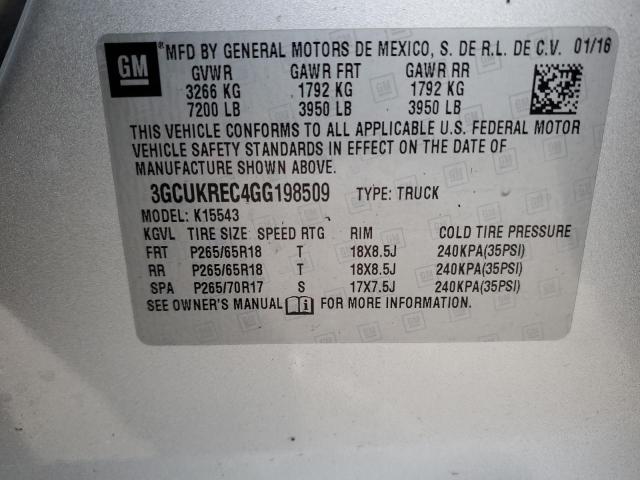 GM *MFD BY GENERAL MOTORS DE MEXICO, S. DE R.L. DE C.V. 01/16
GVWR GAWR FRT GAWR RR
3266 KG 1792 KG 1792 KG
7200 LB 3950 LB 3950 LB
THIS VEHICLE CONFORMS TO ALL APPLICABLE U.S. FEDERAL MOTOR
VEHICLE SAFETY STANDARDS IN EFFECT ON THE DATE OF
MANUFACTURE SHOWN ABOVE.
3GCUKREC4GG198509 TYPE: TRUCK
MODEL: K15543
KGVL TIRE SIZE SPEED RTG RIM COLD TIRE PRESSURE
FRT P265/65R18 T 18X8.5J 240KPA(35PSI)
RR P265/65R18 T 18X8.5J 240KPA(35PSI)
SPA P265/70R17 S 17X7.5J 240KPA(35PSI)
SEE OWNER'S MANUAL FOR MORE INFORMATION.